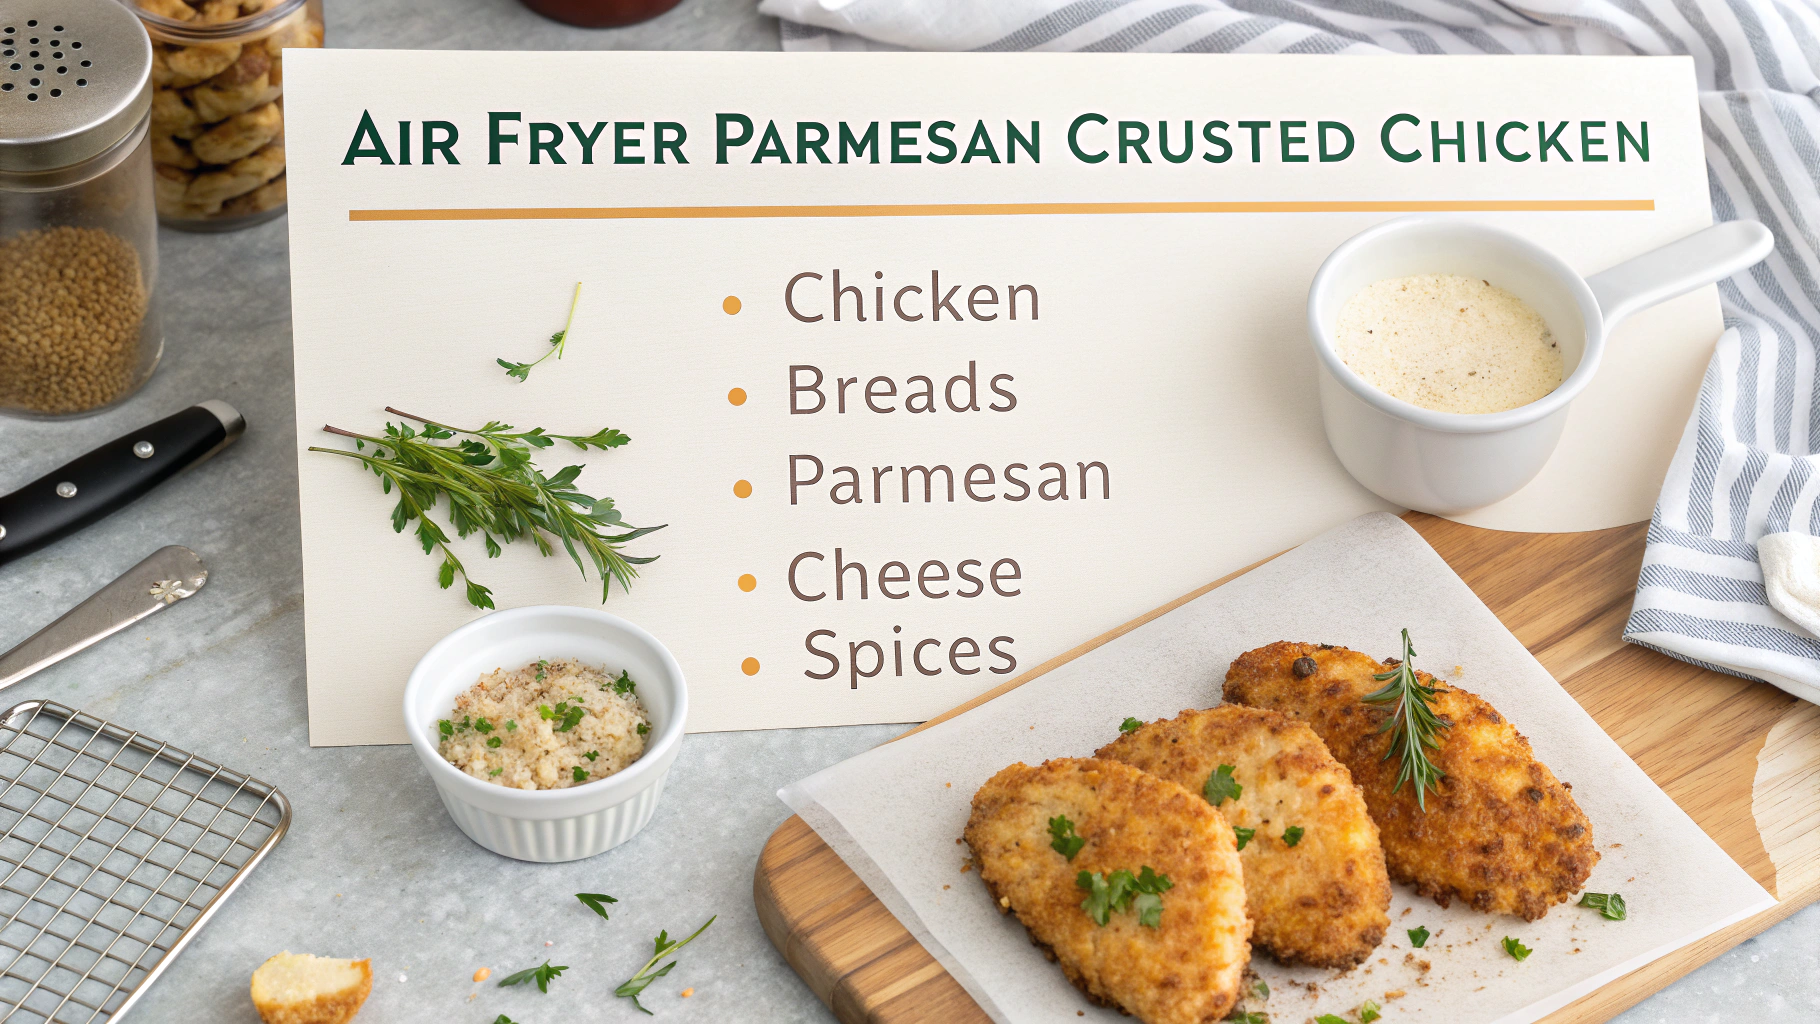 AIR FRYER PARMESAN CRUSTED CHICKEN
• Chicken
• Breads
• Parmesan
• Cheese
• Spices